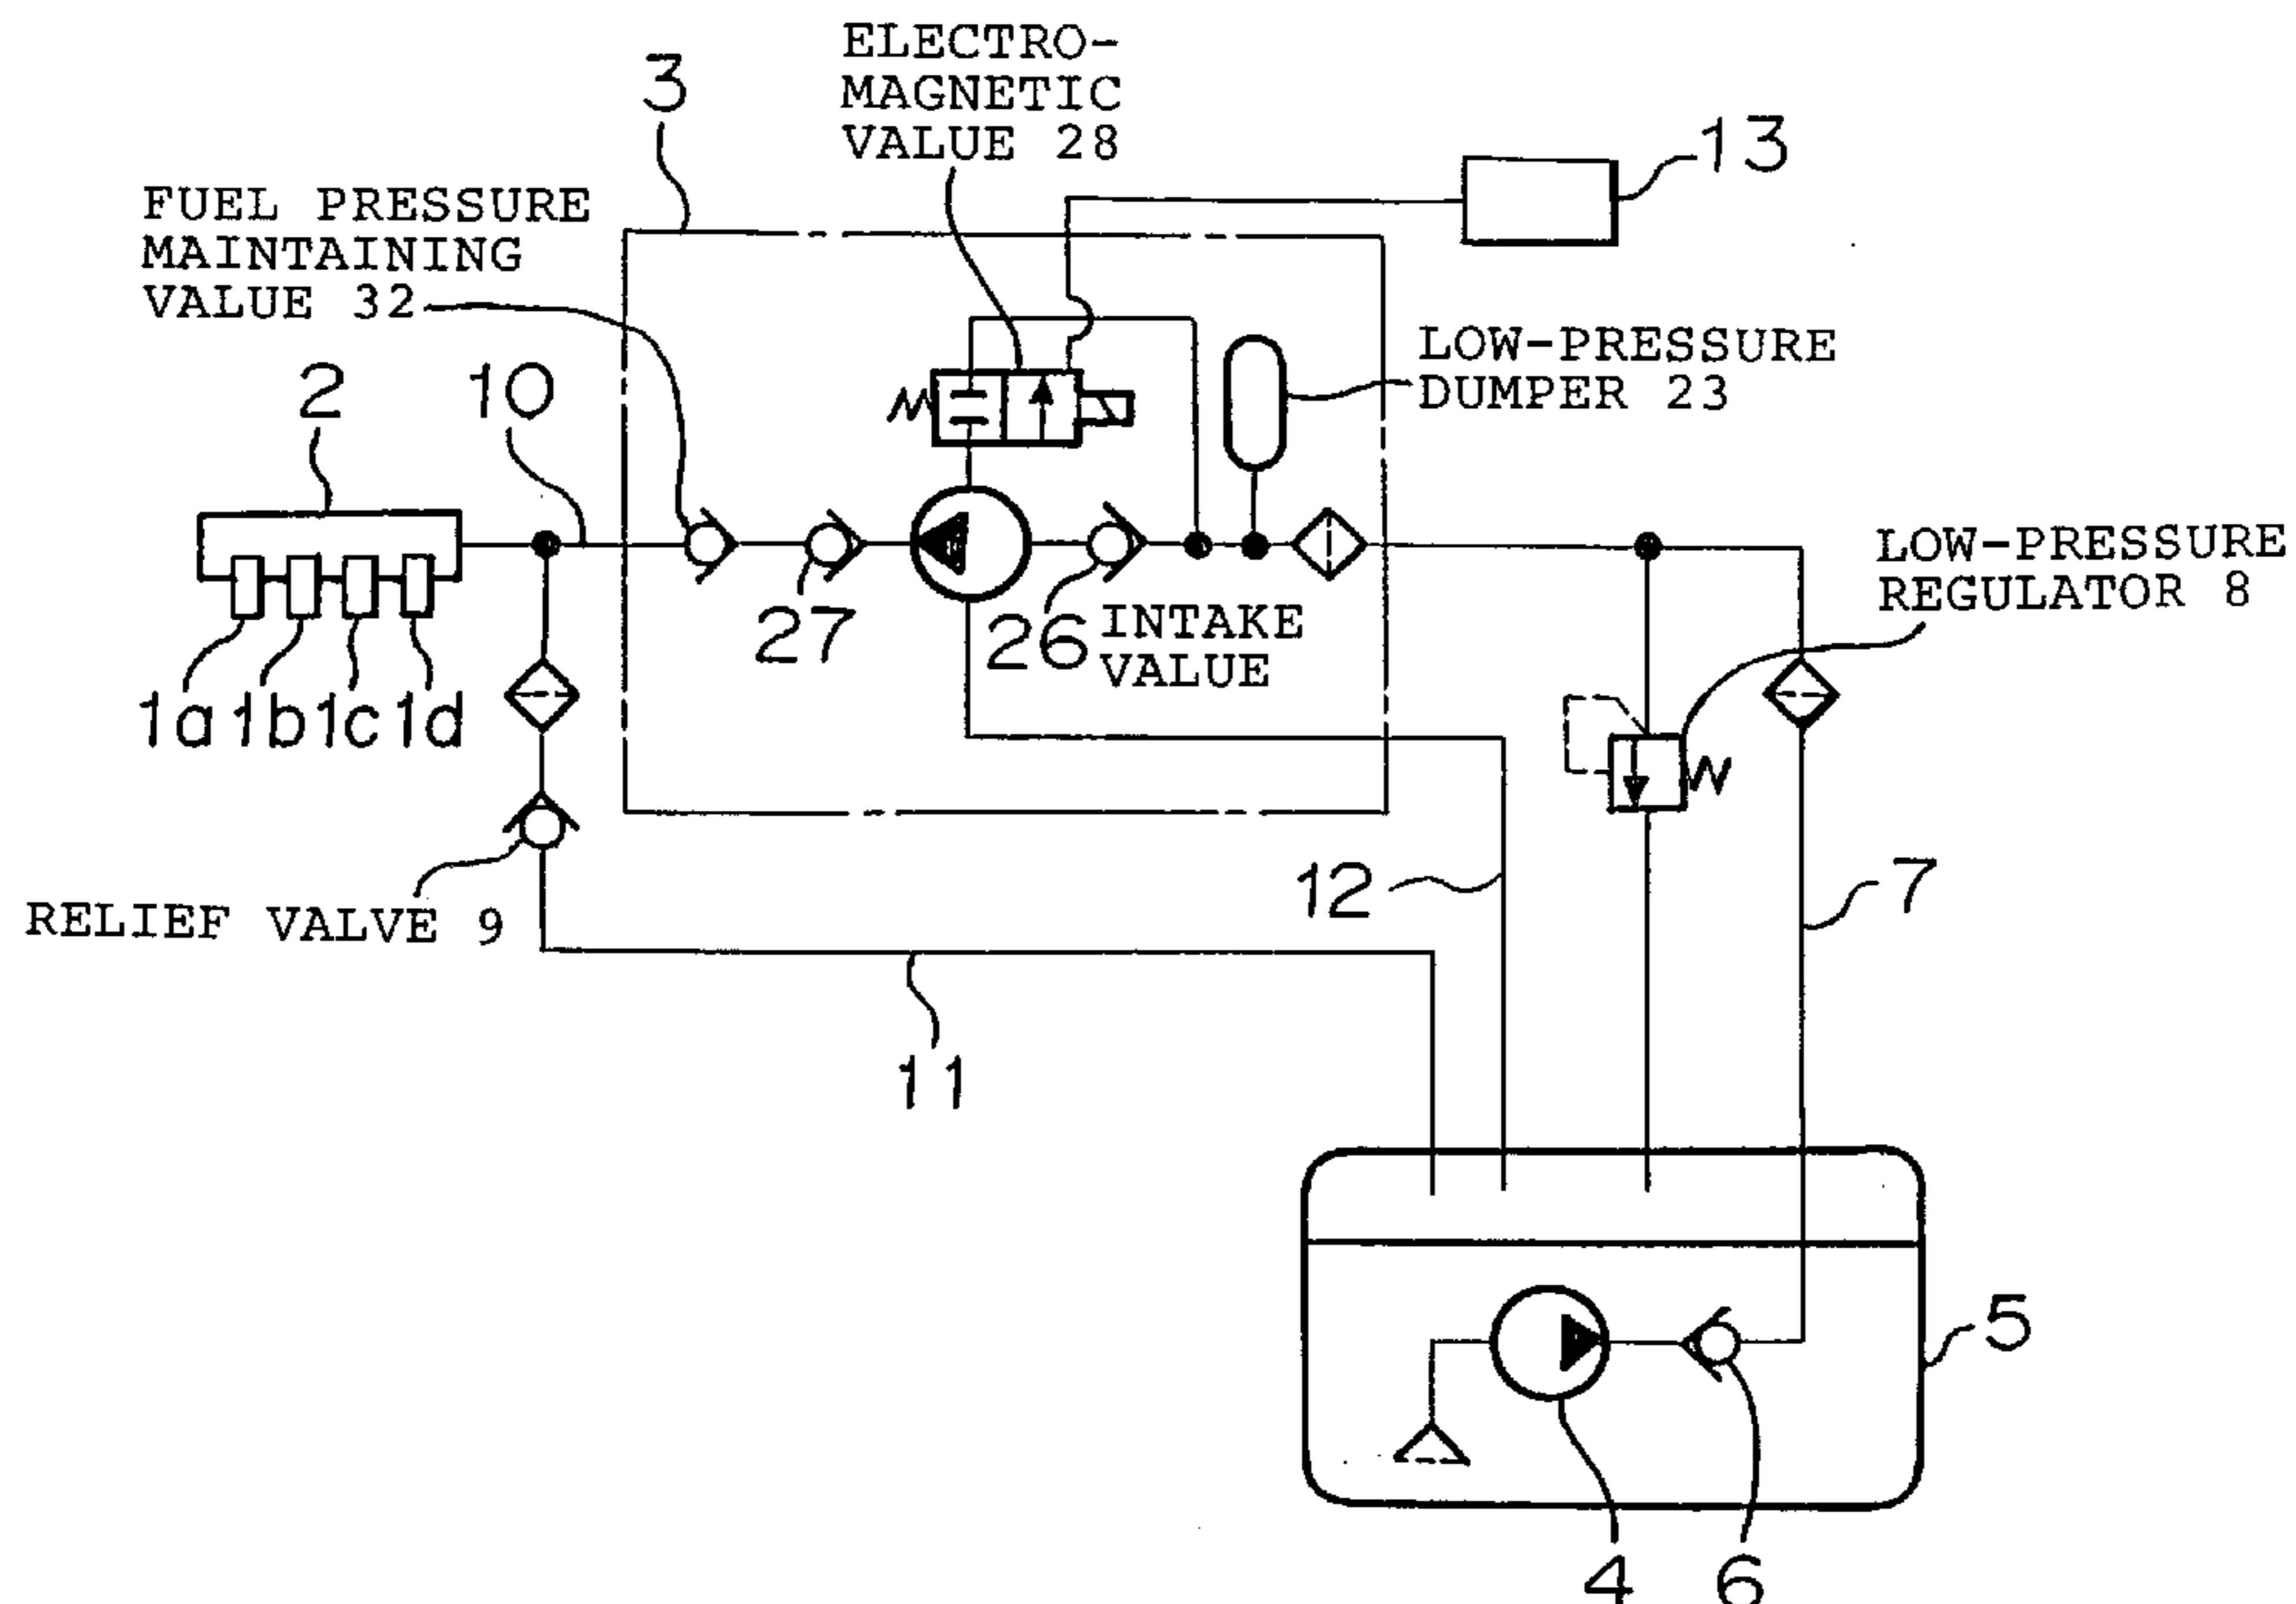 ELECTRO-
MAGNETIC
VALUE 28
3
13
FUEL PRESSURE
MAINTAINING
VALUE 32
LOW-PRESSURE
DUMPER 23
2
10
LOW-PRESSURE
REGULATOR 8
27
26 INTAKE
VALUE
1a 1b 1c 1d
RELIEF VALVE 9
12
7
11
5
4
6